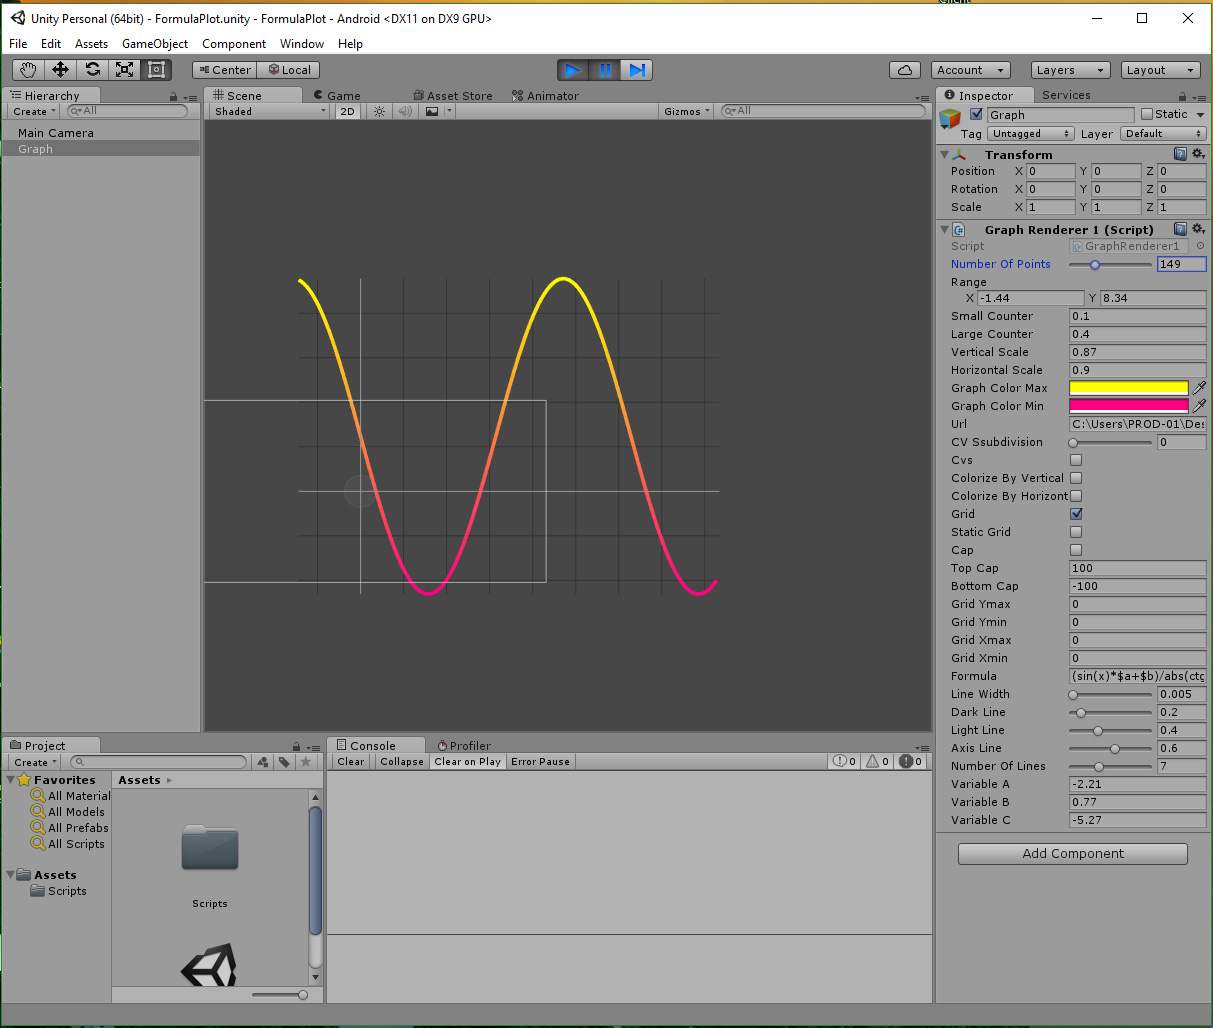 Client
Unity Personal (64bit) - FormulaPlot.unity - FormulaPlot - Android <DX11 on DX9 GPU>
File Edit Assets GameObject Component Window Help
Center Local Account Layers Layout
Hierarchy
Create All
Main Camera
Graph
Scene Game Asset Store Animator
Shaded 2D Gizmos All
Inspector Services
Graph Static
Tag Untagged Layer Default
Transform
Position X 0 Y 0 Z 0
Rotation X 0 Y 0 Z 0
Scale X 1 Y 1 Z 1
Graph Renderer 1 (Script)
Script GraphRenderer1
Number Of Points 149
Range
X -1.44 Y 8.34
Small Counter 0.1
Large Counter 0.4
Vertical Scale 0.87
Horizontal Scale 0.9
Graph Color Max
Graph Color Min
Url C:\Users\PROD-01\Des
CV Ssubdivision 0
Cvs
Colorize By Vertical
Colorize By Horizont
Grid
Static Grid
Cap
Top Cap 100
Bottom Cap -100
Grid Ymax 0
Grid Ymin 0
Grid Xmax 0
Grid Xmin 0
Formula (sin(x)*$a+$b)/abs(ctg
Line Width 0.005
Dark Line 0.2
Light Line 0.4
Axis Line 0.6
Number Of Lines 7
Variable A -2.21
Variable B 0.77
Variable C -5.27
Add Component
Project
Create
Favorites
All Material
All Models
All Prefabs
All Scripts
Assets
Scripts
Assets
Scripts
Console Profiler
Clear Collapse Clear on Play Error Pause 0 0 0